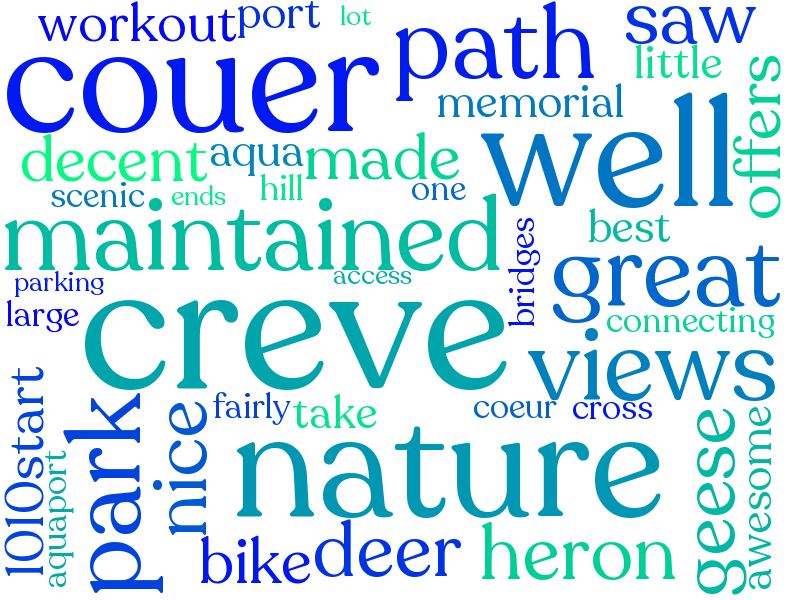 workout
port
lot
path
saw
couer
little
offers
memorial
well
decent
aqua
made
scenic
ends
hill
one
maintained
best
bridges
great
parking
access
large
creve
connecting
views
1010start
park
nice
fairly
take
coeur
cross
geese
awesome
nature
aquaport
bike
deer
heron